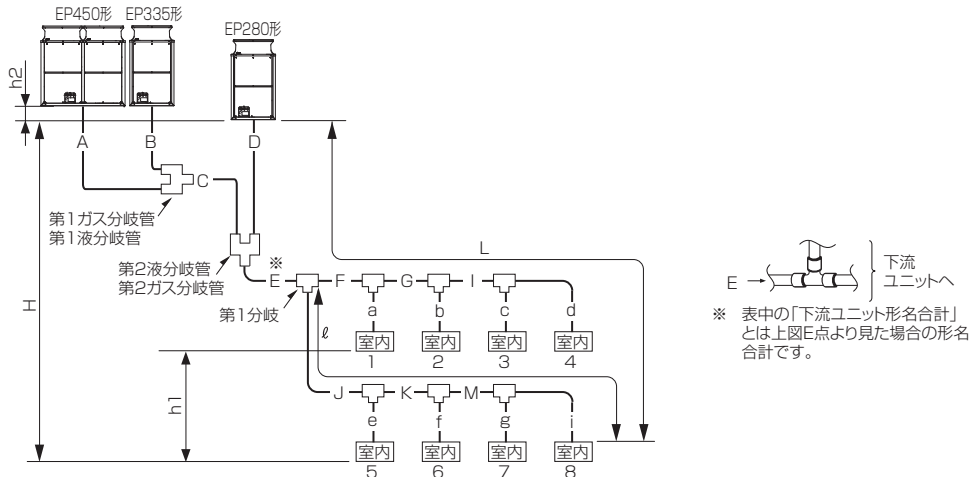 EP450形 EP335形
EP280形
h2
A B D
C
第1ガス分岐管
第1液分岐管
第2液分岐管
第2ガス分岐管
H
L
※
E F G I
第1分岐
ℓ
a b c d
室内 室内 室内 室内
1 2 3 4
h1
J K M
e f g i
室内 室内 室内 室内
5 6 7 8
E
下流
ユニットへ
※ 表中の「下流ユニット形名合計」
とは上図E点より見た場合の形名
合計です。